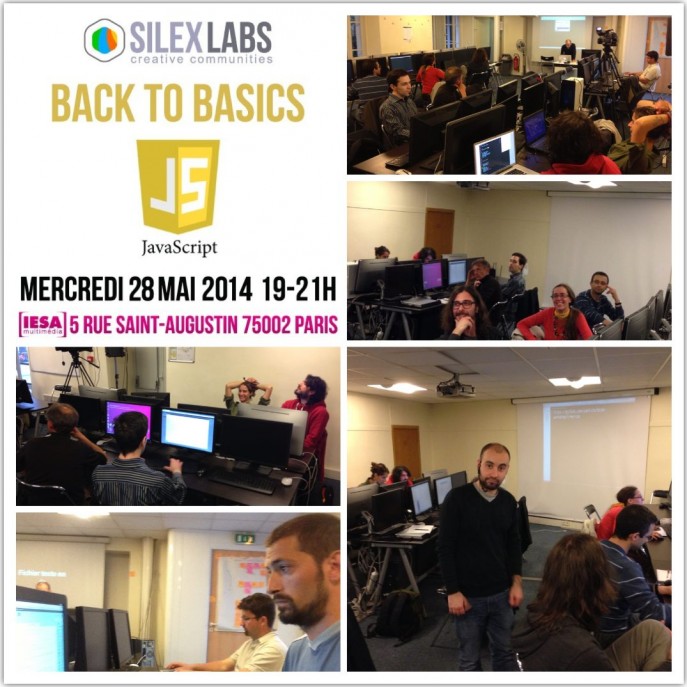 SILEX LABS
creative communities
BACK TO BASICS
JS
JavaScript
MERCREDI 28 MAI 2014 19-21H
[IESA] multimédia 5 RUE SAINT-AUGUSTIN 75002 PARIS